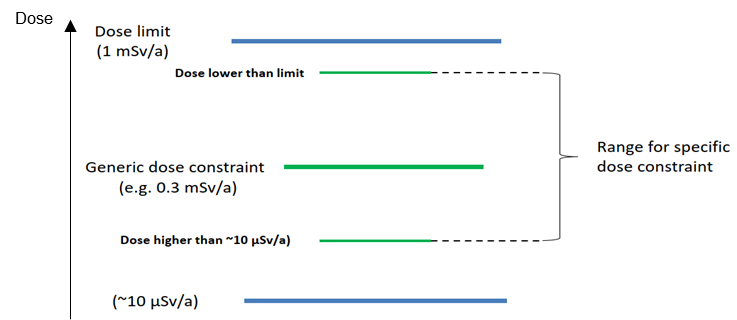 Dose
Dose limit
(1 mSv/a)
Dose lower than limit
Range for specific
dose constraint
Generic dose constraint
(e.g. 0.3 mSv/a)
Dose higher than ~10 μSv/a)
(~10 μSv/a)